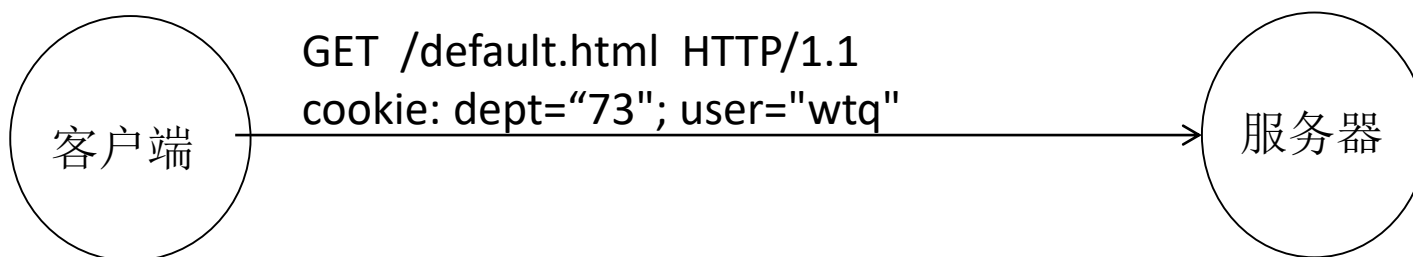 GET /default.html HTTP/1.1
cookie: dept=“73"; user="wtq"
客户端
服务器